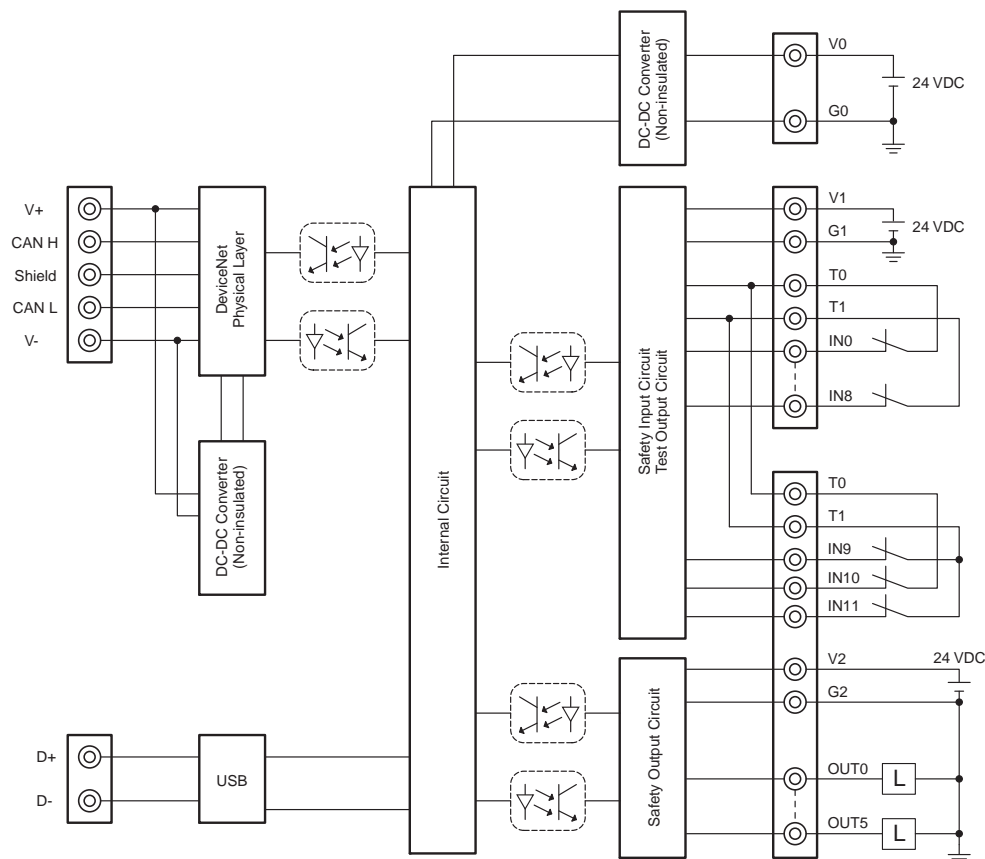 DC-DC Converter
(Non-insulated)
V0
24 VDC
G0
V+
CAN H
Shield
CAN L
V-
DeviceNet
Physical Layer
DC-DC Converter
(Non-insulated)
D+
D-
USB
Internal Circuit
Safety Input Circuit
Test Output Circuit
V1
24 VDC
G1
T0
T1
IN0
IN8
T0
T1
IN9
IN10
IN11
Safety Output Circuit
V2
24 VDC
G2
OUT0
L
OUT5
L